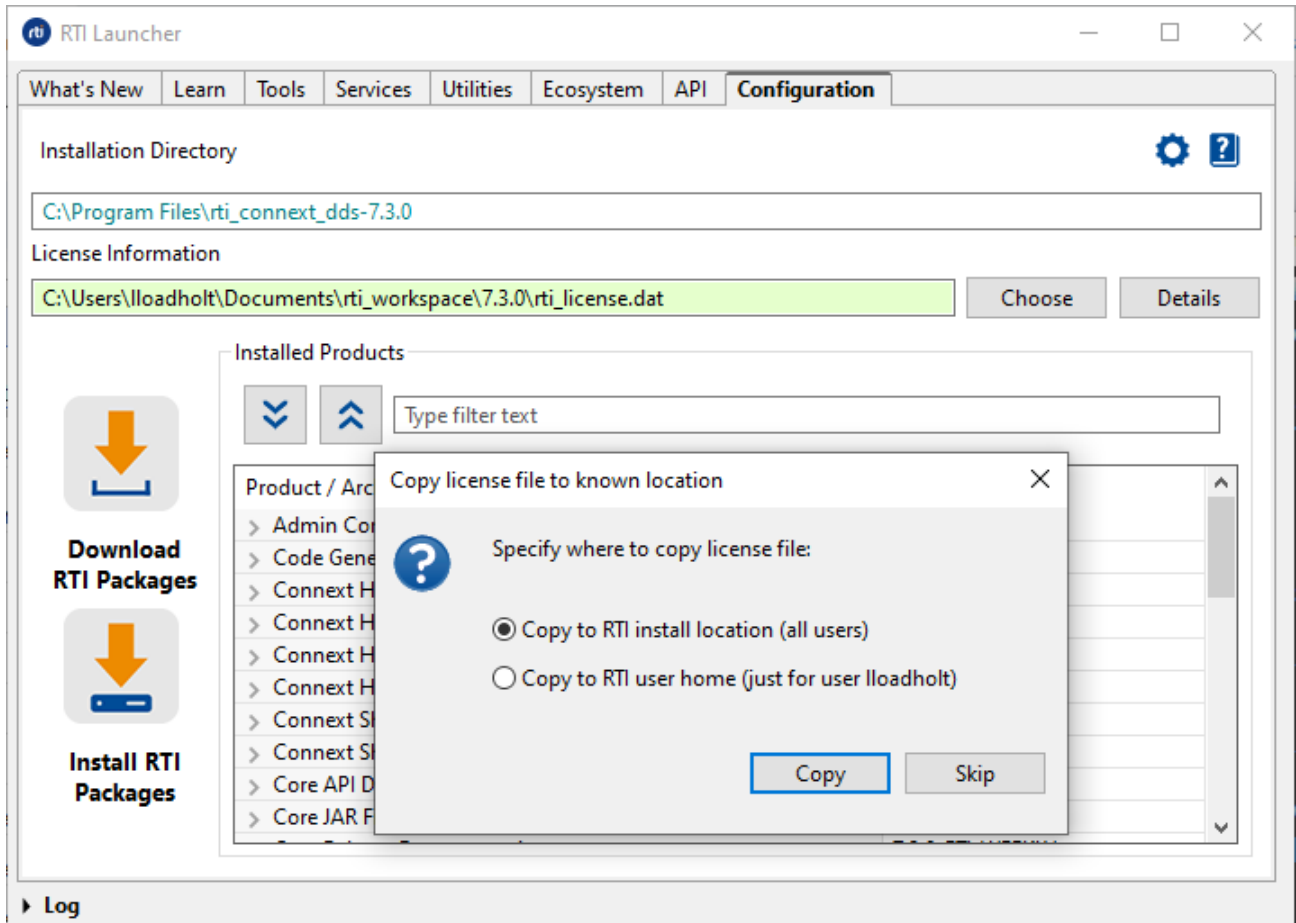 rti RTI Launcher
What's New Learn Tools Services Utilities Ecosystem API Configuration
Installation Directory
C:\Program Files\rti_connext_dds-7.3.0
License Information
C:\Users\lloadholt\Documents\rti_workspace\7.3.0\rti_license.dat Choose Details
Installed Products
Type filter text
Download
RTI Packages
Install RTI
Packages
Product / Arc
Admin Cor
Code Gene
Connext H
Connext H
Connext H
Connext H
Connext Sh
Connext Sh
Core API D
Core JAR F
Copy license file to known location
Specify where to copy license file:
Copy to RTI install location (all users)
Copy to RTI user home (just for user lloadholt)
Copy Skip
Log